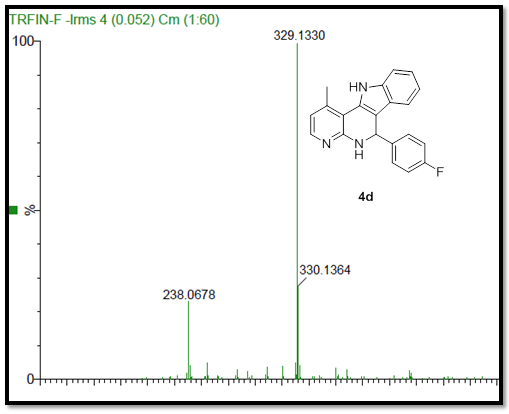 TRFIN-F -Irms 4 (0.052) Cm (1:60)
100
329.1330
HN
N
N
H
F
4d
%
330.1364
238.0678
0